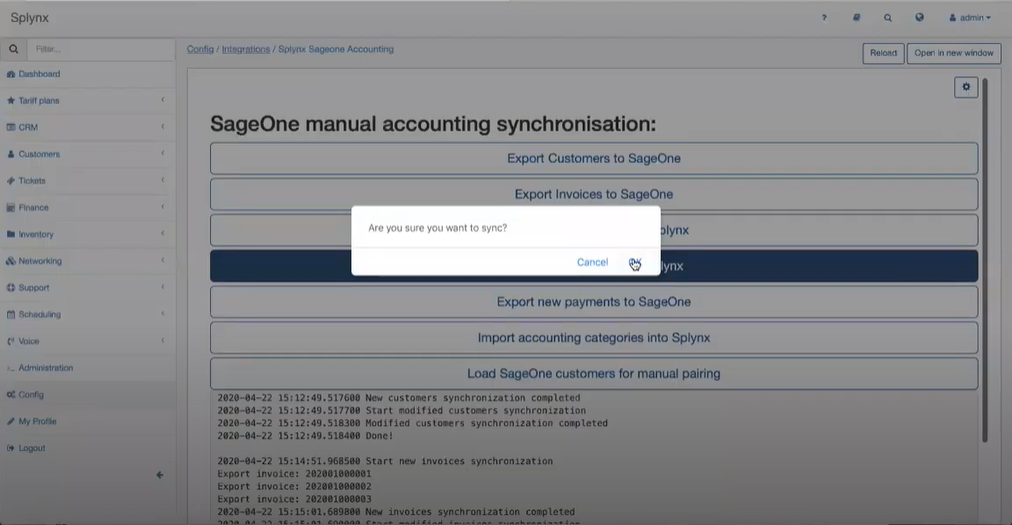 Splynx
?
admin
Filter...
Config / Integrations / Splynx Sageone Accounting
Reload
Open in new window
Dashboard
Tariff plans
CRM
Customers
Tickets
Finance
Inventory
Networking
Support
Scheduling
Voice
Administration
Config
My Profile
Logout
SageOne manual accounting synchronisation:
Export Customers to SageOne
Export Invoices to SageOne
Are you sure you want to sync?
Cancel
Export new payments to SageOne
Import accounting categories into Splynx
Load SageOne customers for manual pairing
2020-04-22 15:12:49.517600 New customers synchronization completed
2020-04-22 15:12:49.517700 Start modified customers synchronization
2020-04-22 15:12:49.518300 Modified customers synchronization completed
2020-04-22 15:12:49.518400 Done!
2020-04-22 15:14:51.968500 Start new invoices synchronization
Export invoice: 202001000001
Export invoice: 202001000002
Export invoice: 202001000003
2020-04-22 15:15:01.689800 New invoices synchronization completed